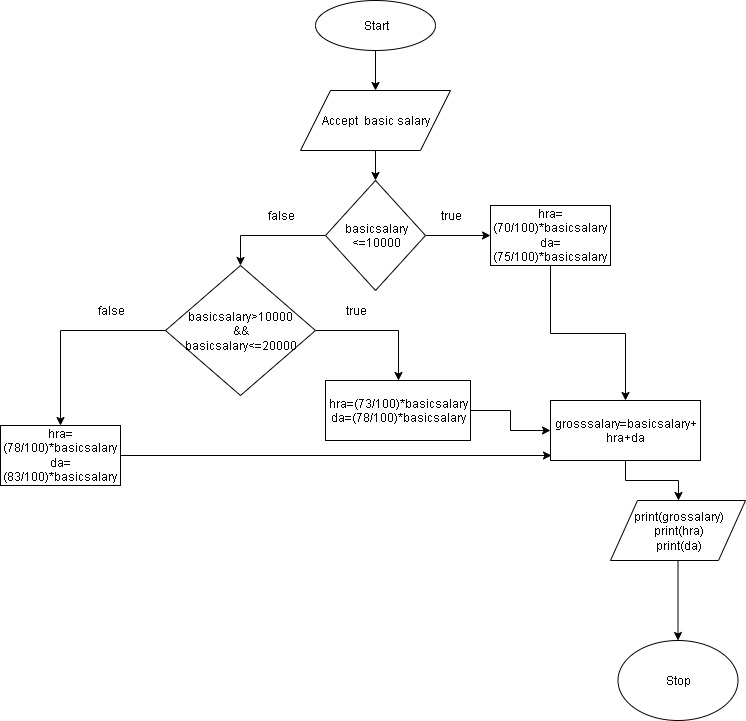 Start
Accept basic salary
false
true
basicsalary
<=10000
hra=
(70/100)*basicsalary
da=
(75/100)*basicsalary
false
true
basicsalary>10000
&&
basicsalary<=20000
hra=(73/100)*basicsalary
da=(78/100)*basicsalary
hra=
(78/100)*basicsalary
da=
(83/100)*basicsalary
grosssalary=basicsalary+
hra+da
print(grossalary)
print(hra)
print(da)
Stop